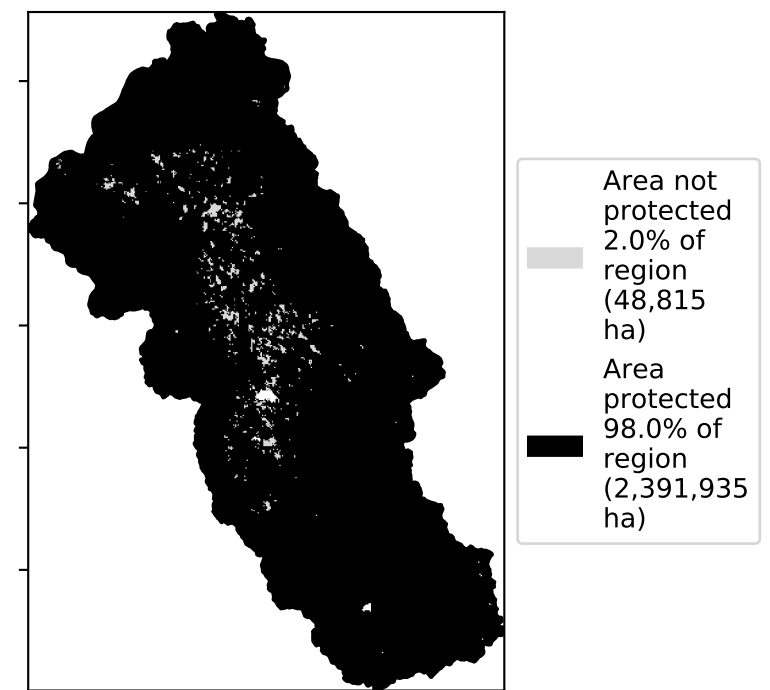 Area not
protected
2.0% of
region
(48,815
ha)
Area
protected
98.0% of
region
(2,391,935
ha)